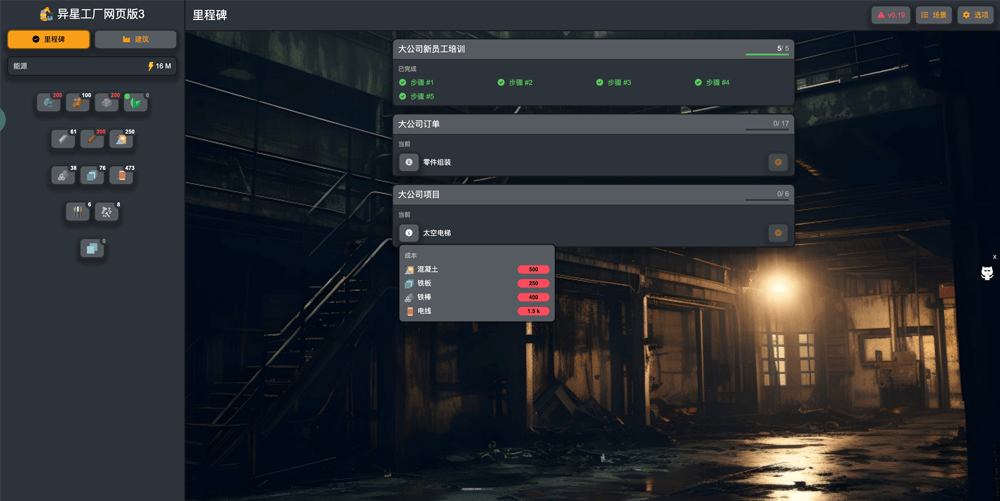 异星工厂网页版3
里程碑
建筑
能源
16 M
200
100
200
0
61
300
250
38
76
473
6
8
0
里程碑
v0.19
场景
选项
大公司新员工培训
5/ 5
已完成
步骤 #1
步骤 #2
步骤 #3
步骤 #4
步骤 #5
大公司订单
0/ 17
当前
零件组装
大公司项目
0/ 6
当前
太空电梯
成本
混凝土
500
铁板
250
铁棒
400
电线
1.5 k
x